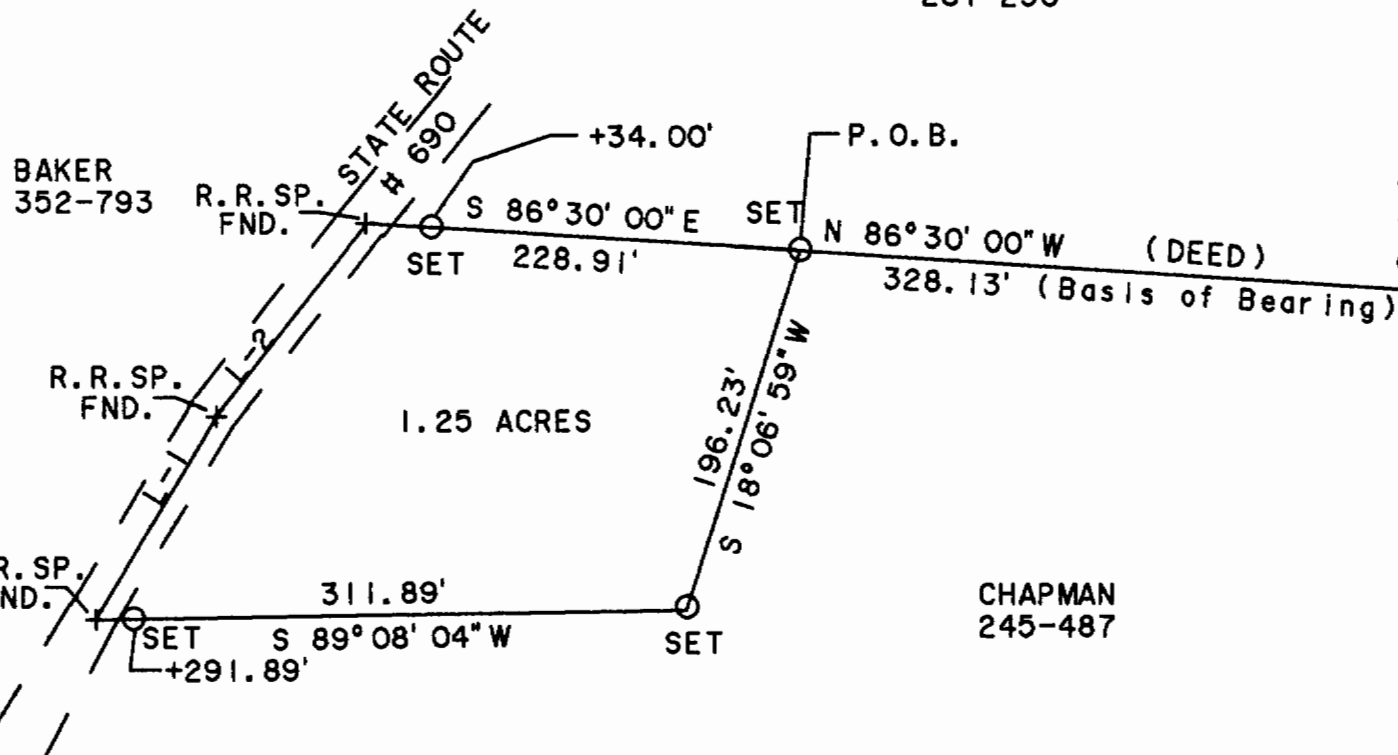 STATE ROUTE
# 690
+34.00'
P.O.B.
BAKER
352-793
R.R.SP.
FND.
SET
S 86°30'00"E
228.91'
SET
N 86°30'00"W (DEED)
328.13' (Basis of Bearing)
L-2
R.R.SP.
FND.
1.25 ACRES
196.23'
S 18°06'59"W
L-1
R.SP.
ND.
311.89'
SET
S 89°08'04"W
+291.89'
SET
CHAPMAN
245-487